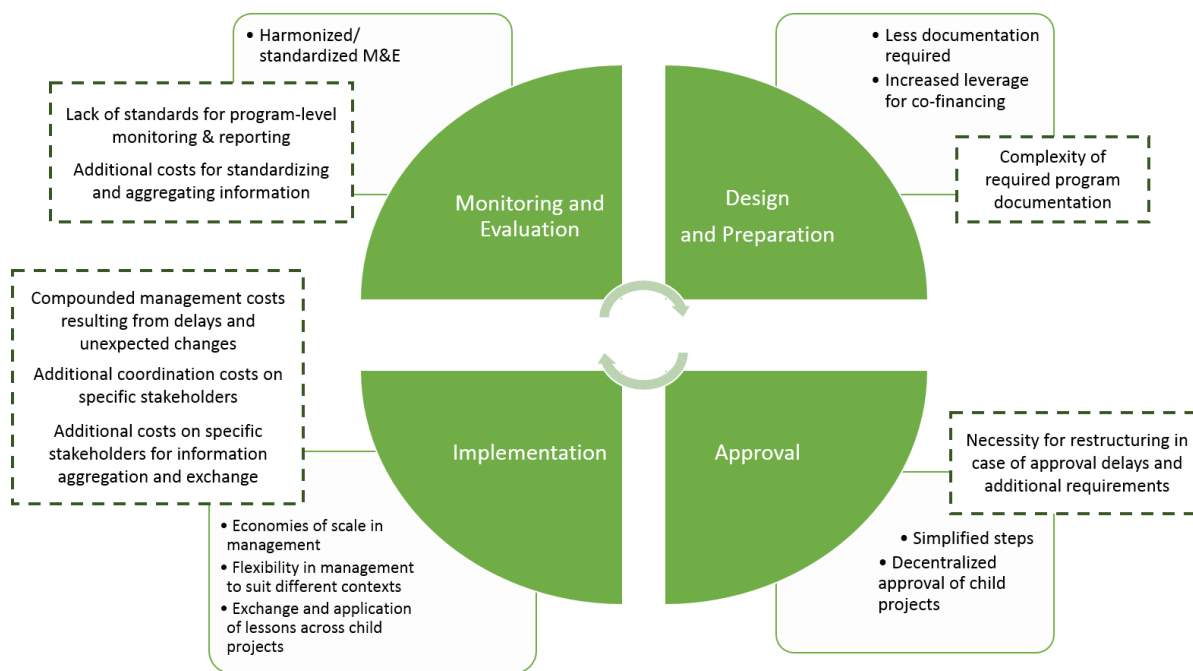 • Harmonized/
standardized M&E
Lack of standards for program-level
monitoring & reporting
Additional costs for standardizing
and aggregating information
Monitoring and
Evaluation
• Less documentation
required
• Increased leverage
for co-financing
Complexity of
required program
documentation
Design
and Preparation
Compounded management costs
resulting from delays and
unexpected changes
Additional coordination costs on
specific stakeholders
Additional costs on specific
stakeholders for information
aggregation and exchange
Implementation
• Economies of scale in
management
• Flexibility in management
to suit different contexts
• Exchange and application
of lessons across child
projects
Approval
Necessity for restructuring in
case of approval delays and
additional requirements
• Simplified steps
• Decentralized
approval of child
projects